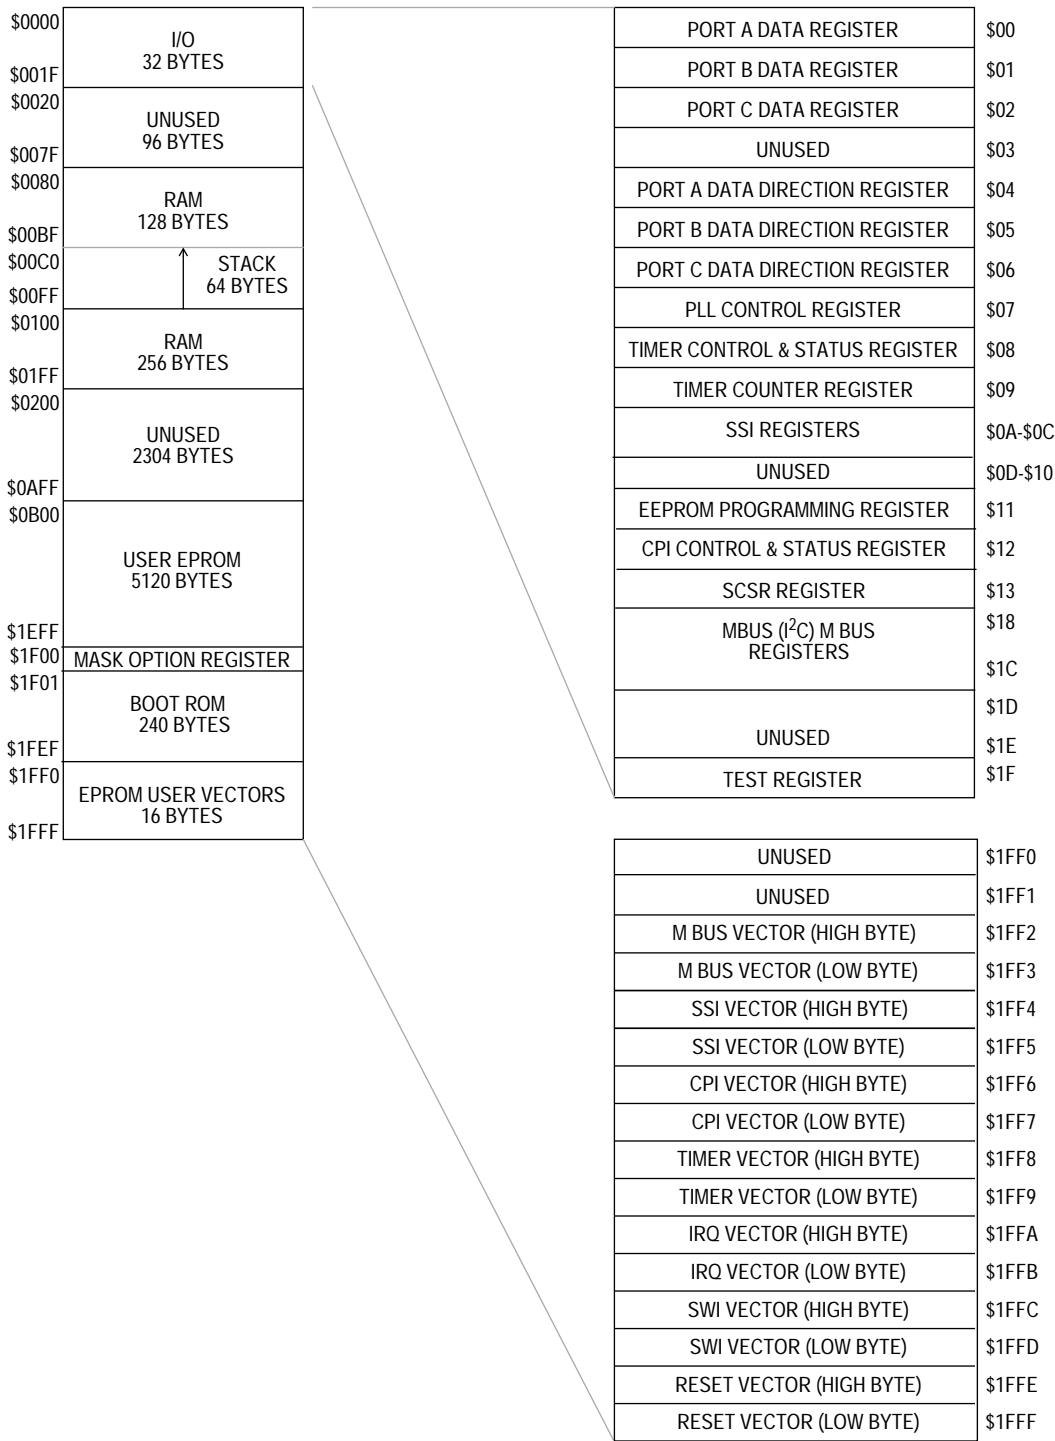 $0000
I/O
32 BYTES
$001F
$0020
UNUSED
96 BYTES
$007F
$0080
RAM
128 BYTES
$00BF
$00C0
STACK
64 BYTES
$00FF
$0100
RAM
256 BYTES
$01FF
$0200
UNUSED
2304 BYTES
$0AFF
$0B00
USER EPROM
5120 BYTES
$1EFF
$1F00 MASK OPTION REGISTER
$1F01
BOOT ROM
240 BYTES
$1FEF
$1FF0
EPROM USER VECTORS
16 BYTES
$1FFF
PORT A DATA REGISTER $00
PORT B DATA REGISTER $01
PORT C DATA REGISTER $02
UNUSED $03
PORT A DATA DIRECTION REGISTER $04
PORT B DATA DIRECTION REGISTER $05
PORT C DATA DIRECTION REGISTER $06
PLL CONTROL REGISTER $07
TIMER CONTROL & STATUS REGISTER $08
TIMER COUNTER REGISTER $09
SSI REGISTERS $0A-$0C
UNUSED $0D-$10
EEPROM PROGRAMMING REGISTER $11
CPI CONTROL & STATUS REGISTER $12
SCSR REGISTER $13
$18
MBUS (I²C) M BUS
REGISTERS
$1C
$1D
UNUSED $1E
TEST REGISTER $1F
UNUSED $1FF0
UNUSED $1FF1
M BUS VECTOR (HIGH BYTE) $1FF2
M BUS VECTOR (LOW BYTE) $1FF3
SSI VECTOR (HIGH BYTE) $1FF4
SSI VECTOR (LOW BYTE) $1FF5
CPI VECTOR (HIGH BYTE) $1FF6
CPI VECTOR (LOW BYTE) $1FF7
TIMER VECTOR (HIGH BYTE) $1FF8
TIMER VECTOR (LOW BYTE) $1FF9
IRQ VECTOR (HIGH BYTE) $1FFA
IRQ VECTOR (LOW BYTE) $1FFB
SWI VECTOR (HIGH BYTE) $1FFC
SWI VECTOR (LOW BYTE) $1FFD
RESET VECTOR (HIGH BYTE) $1FFE
RESET VECTOR (LOW BYTE) $1FFF